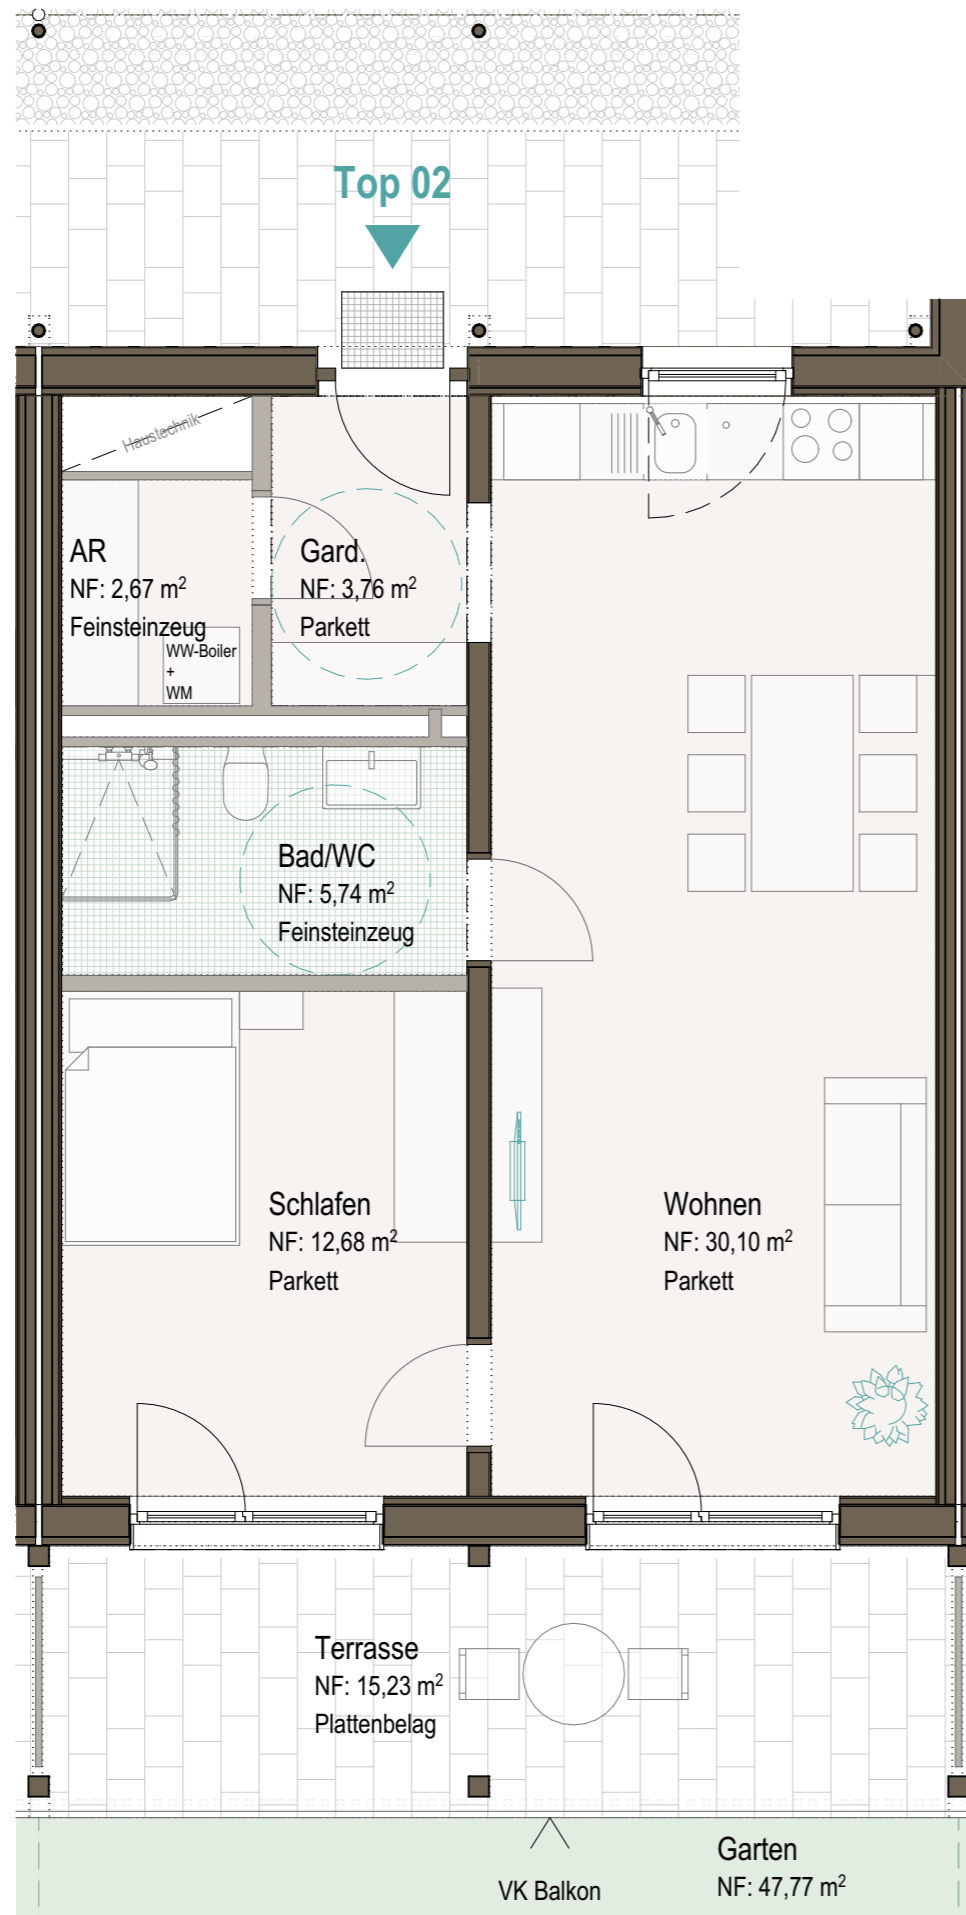 Top 02
Haustechnik
AR
NF: 2,67 m²
Feinsteinzeug
WW-Boiler
+
WM
Gard.
NF: 3,76 m²
Parkett
Bad/WC
NF: 5,74 m²
Feinsteinzeug
Schlafen
NF: 12,68 m²
Parkett
Wohnen
NF: 30,10 m²
Parkett
Terrasse
NF: 15,23 m²
Plattenbelag
VK Balkon
Garten
NF: 47,77 m²